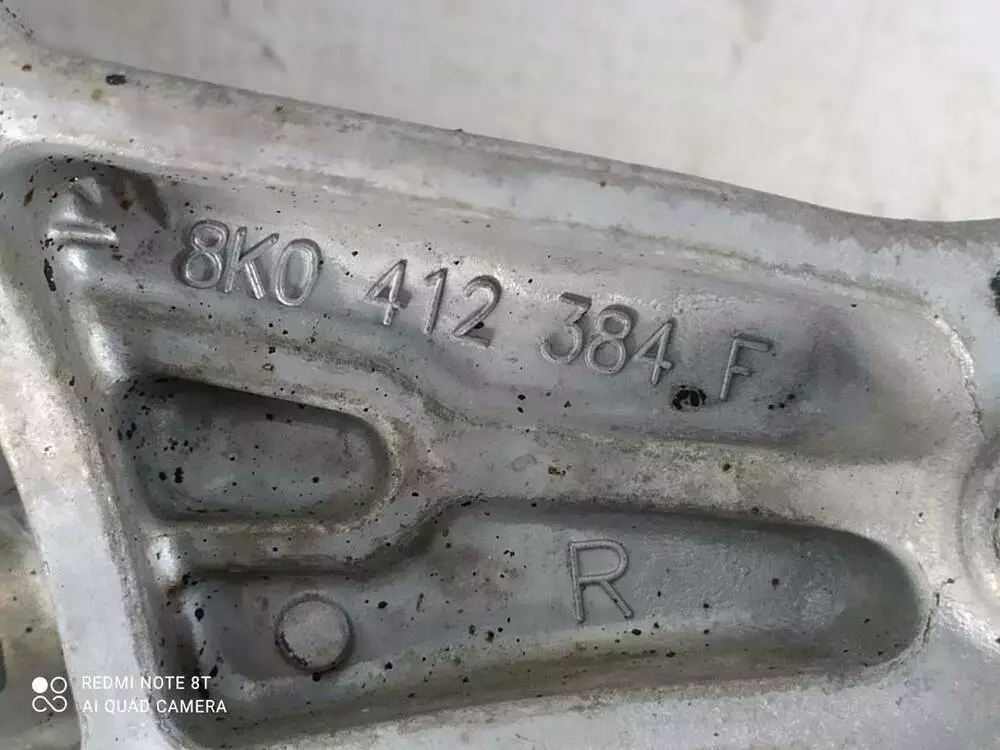 8K0 412 384 F
R
REDMI NOTE 8T
AI QUAD CAMERA